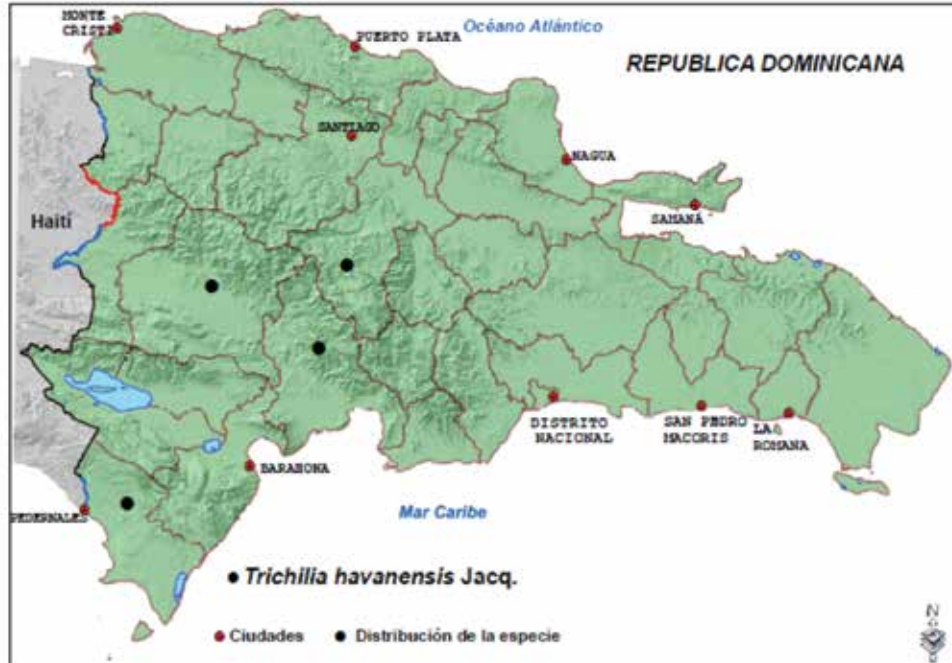 MONTE
CRISTI
Océano Atlántico
PUERTO PLATA
REPUBLICA DOMINICANA
SANTIAGO
NAGUA
SAMANÁ
Haití
DISTRITO
NACIONAL
SAN PEDRO
MACORIS
LA
ROMANA
BARAHONA
PEDERNALES
Mar Caribe
Trichilia havanensis Jacq.
Ciudades
Distribución de la especie
N